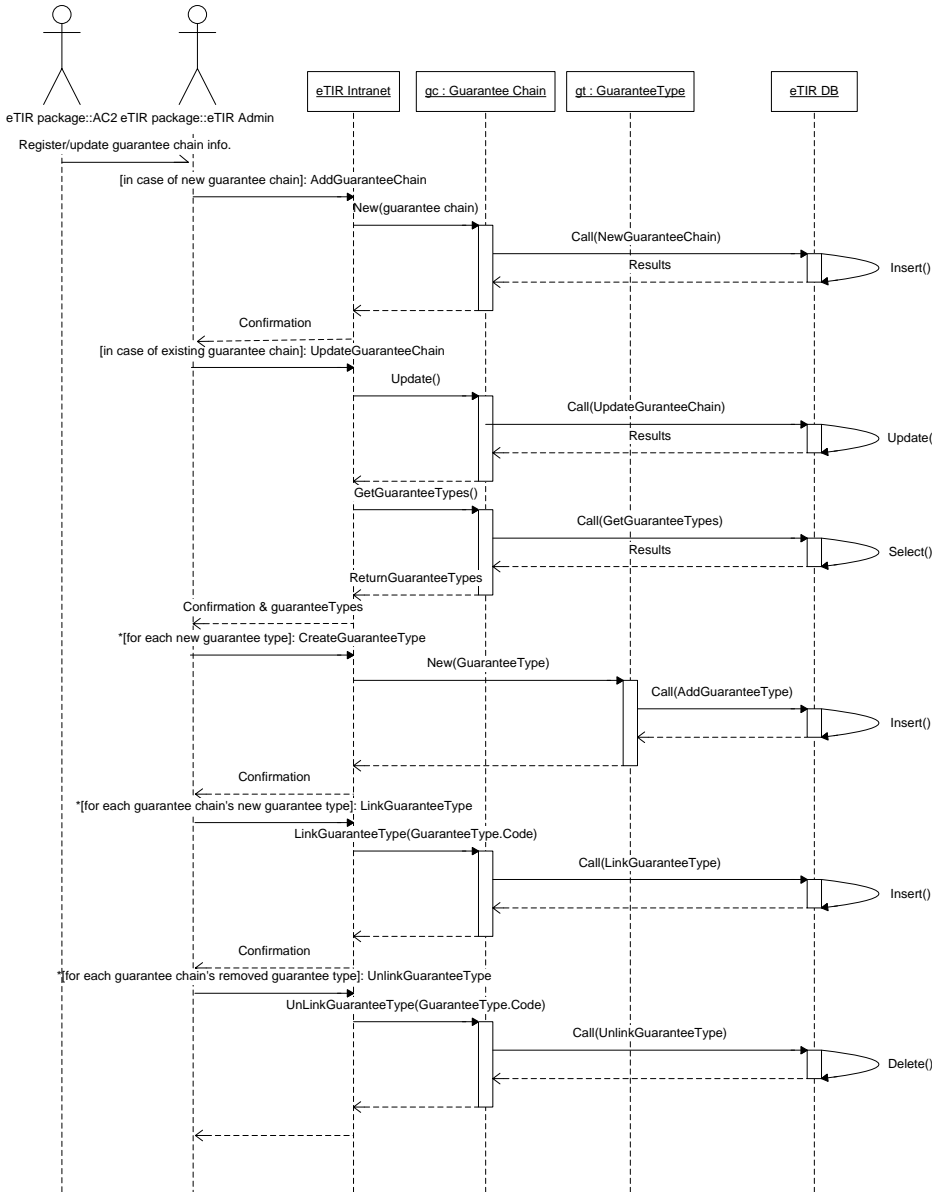 eTIR Intranet
gc : Guarantee Chain
gt : GuaranteeType
eTIR DB
eTIR package::AC2
eTIR package::eTIR Admin
Register/update guarantee chain info.
[in case of new guarantee chain]: AddGuaranteeChain
New(guarantee chain)
Call(NewGuaranteeChain)
Results
Insert()
Confirmation
[in case of existing guarantee chain]: UpdateGuaranteeChain
Update()
Call(UpdateGuranteeChain)
Results
Update(
GetGuaranteeTypes()
Call(GetGuaranteeTypes)
Results
Select()
ReturnGuaranteeTypes
Confirmation & guaranteeTypes
*[for each new guarantee type]: CreateGuaranteeType
New(GuaranteeType)
Call(AddGuaranteeType)
Insert()
Confirmation
*[for each guarantee chain's new guarantee type]: LinkGuaranteeType
LinkGuaranteeType(GuaranteeType.Code)
Call(LinkGuaranteeType)
Insert()
Confirmation
*[for each guarantee chain's removed guarantee type]: UnlinkGuaranteeType
UnLinkGuaranteeType(GuaranteeType.Code)
Call(UnlinkGuaranteeType)
Delete()